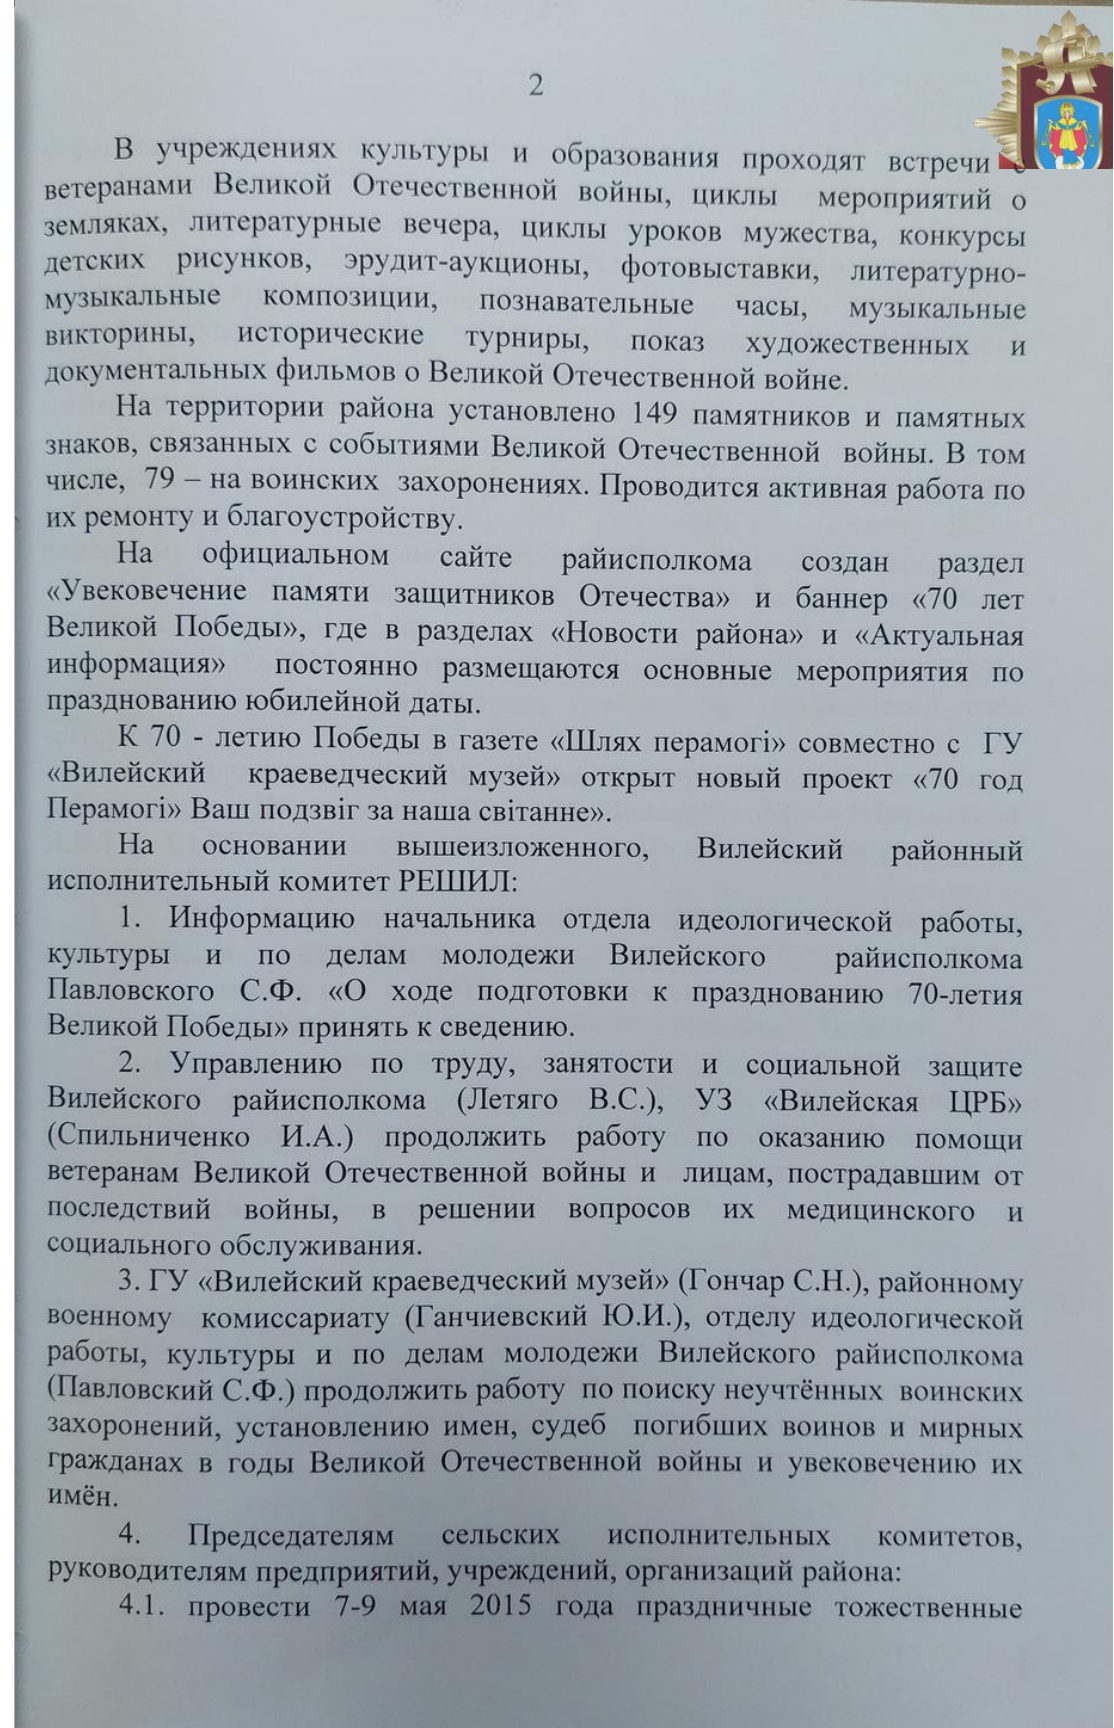 2
В учреждениях культуры и образования проходят встречи
ветеранами Великой Отечественной войны, циклы мероприятий о
земляках, литературные вечера, циклы уроков мужества, конкурсы
детских рисунков, эрудит-аукционы, фотовыставки, литературно-
музыкальные композиции, познавательные часы, музыкальные
викторины, исторические турниры, показ художественных и
документальных фильмов о Великой Отечественной войне.
На территории района установлено 149 памятников и памятных
знаков, связанных с событиями Великой Отечественной войны. В том
числе, 79 – на воинских захоронениях. Проводится активная работа по
их ремонту и благоустройству.
На официальном сайте райисполкома создан раздел
«Увековечение памяти защитников Отечества» и баннер «70 лет
Великой Победы», где в разделах «Новости района» и «Актуальная
информация» постоянно размещаются основные мероприятия по
празднованию юбилейной даты.
К 70 - летию Победы в газете «Шлях перамогі» совместно с ГУ
«Вилейский краеведческий музей» открыт новый проект «70 год
Перамогі» Ваш подзвіг за наша світанне».
На основании вышеизложенного, Вилейский районный
исполнительный комитет РЕШИЛ:
1. Информацию начальника отдела идеологической работы,
культуры и по делам молодежи Вилейского райисполкома
Павловского С.Ф. «О ходе подготовки к празднованию 70-летия
Великой Победы» принять к сведению.
2. Управлению по труду, занятости и социальной защите
Вилейского райисполкома (Летяго В.С.), УЗ «Вилейская ЦРБ»
(Спильниченко И.А.) продолжить работу по оказанию помощи
ветеранам Великой Отечественной войны и лицам, пострадавшим от
последствий войны, в решении вопросов их медицинского и
социального обслуживания.
3. ГУ «Вилейский краеведческий музей» (Гончар С.Н.), районному
военному комиссариату (Ганчиевский Ю.И.), отделу идеологической
работы, культуры и по делам молодежи Вилейского райисполкома
(Павловский С.Ф.) продолжить работу по поиску неучтённых воинских
захоронений, установлению имен, судеб погибших воинов и мирных
гражданах в годы Великой Отечественной войны и увековечению их
имён.
4. Председателям сельских исполнительных комитетов,
руководителям предприятий, учреждений, организаций района:
4.1. провести 7-9 мая 2015 года праздничные тожественные